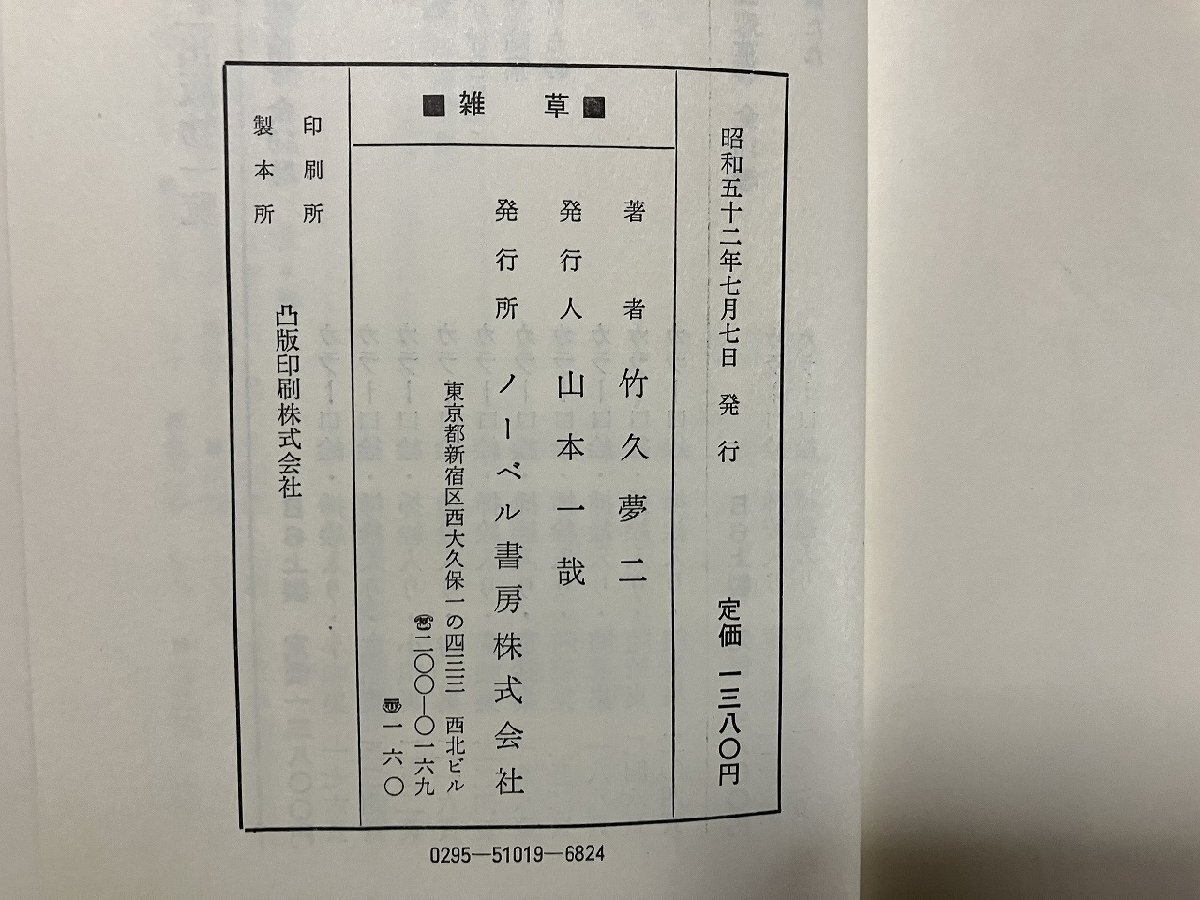 昭和五十二年七月七日 発行 定価 一三八〇円
■雑 草■
著者 竹久夢二
発行人 山本一哉
発行所 ノーベル書房株式会社
東京都新宿区西大久保一の四三三 西北ビル
☎二〇〇―〇一六九
〠一六〇
印刷所
製本所
凸版印刷株式会社
0295―51019―6824